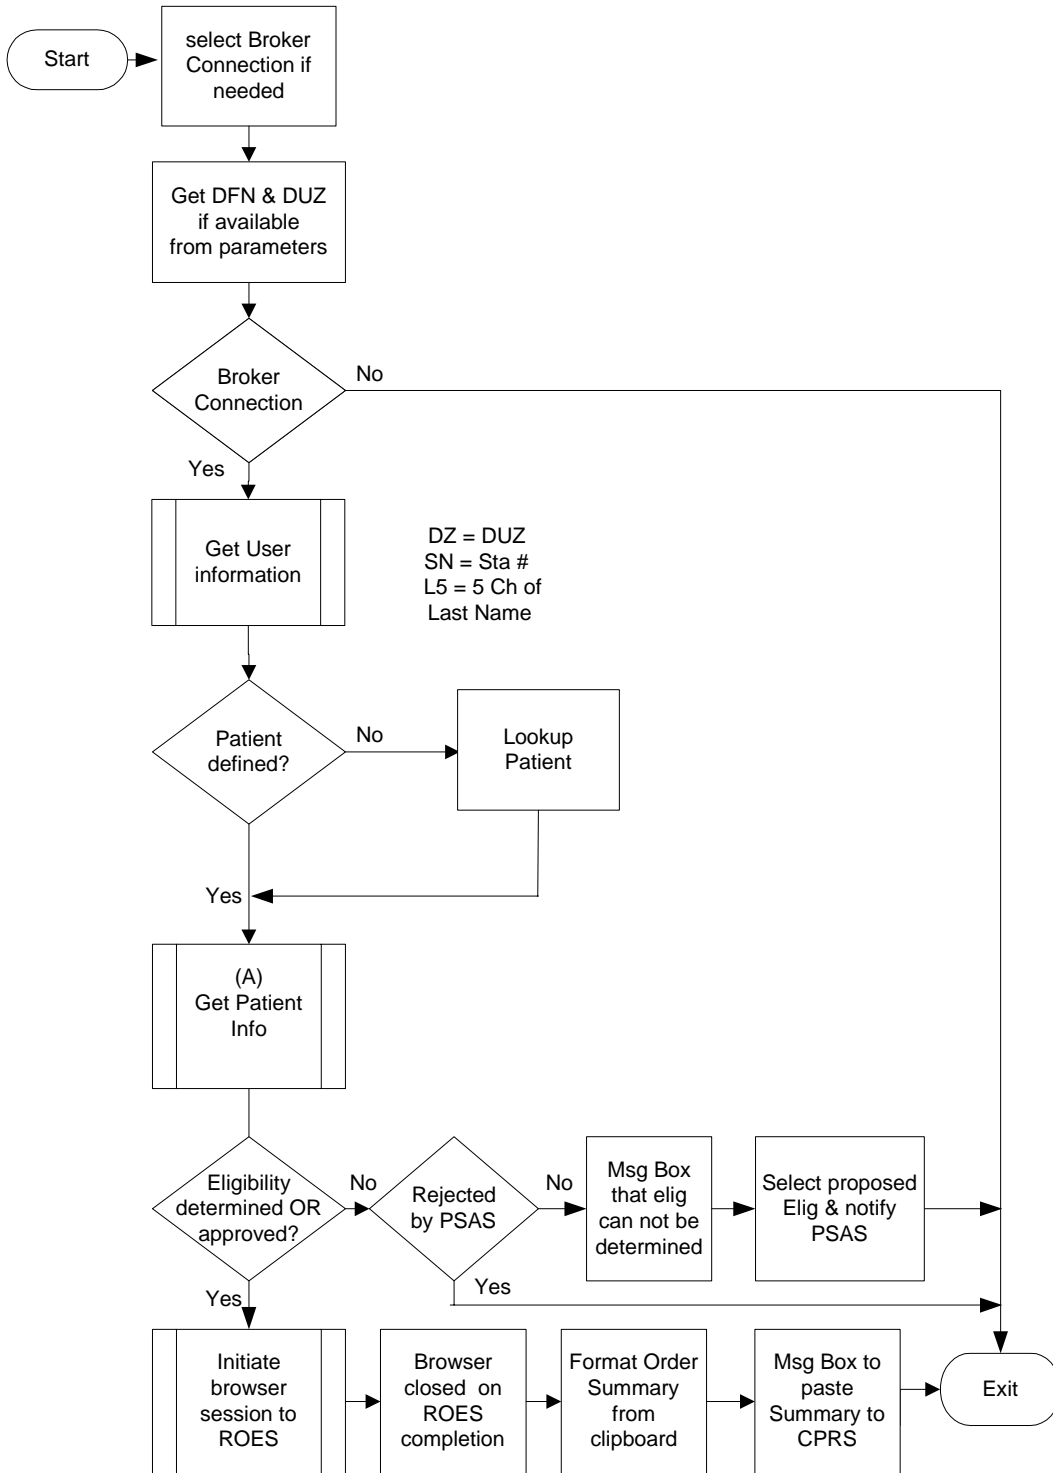 Start
select Broker
Connection if
needed
Get DFN & DUZ
if available
from parameters
Broker
Connection
No
Yes
Get User
information
DZ = DUZ
SN = Sta #
L5 = 5 Ch of
Last Name
Patient
defined?
No
Lookup
Patient
Yes
(A)
Get Patient
Info
Eligibility
determined OR
approved?
No
Rejected
by PSAS
No
Msg Box
that elig
can not be
determined
Select proposed
Elig & notify
PSAS
Yes
Yes
Initiate
browser
session to
ROES
Browser
closed on
ROES
completion
Format Order
Summary
from
clipboard
Msg Box to
paste
Summary to
CPRS
Exit